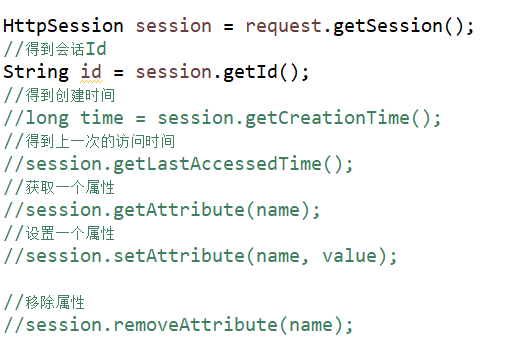 HttpSession session = request.getSession();
//得到会话Id
String id = session.getId();
//得到创建时间
//long time = session.getCreationTime();
//得到上一次的访问时间
//session.getLastAccessedTime();
//获取一个属性
//session.getAttribute(name);
//设置一个属性
//session.setAttribute(name, value);
//移除属性
//session.removeAttribute(name);